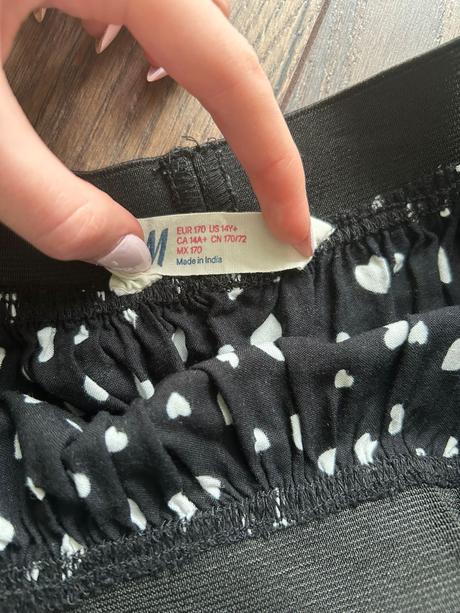 M
EUR 170 US 14Y+
CA 14A+ CN 170/72
MX 170
Made in India